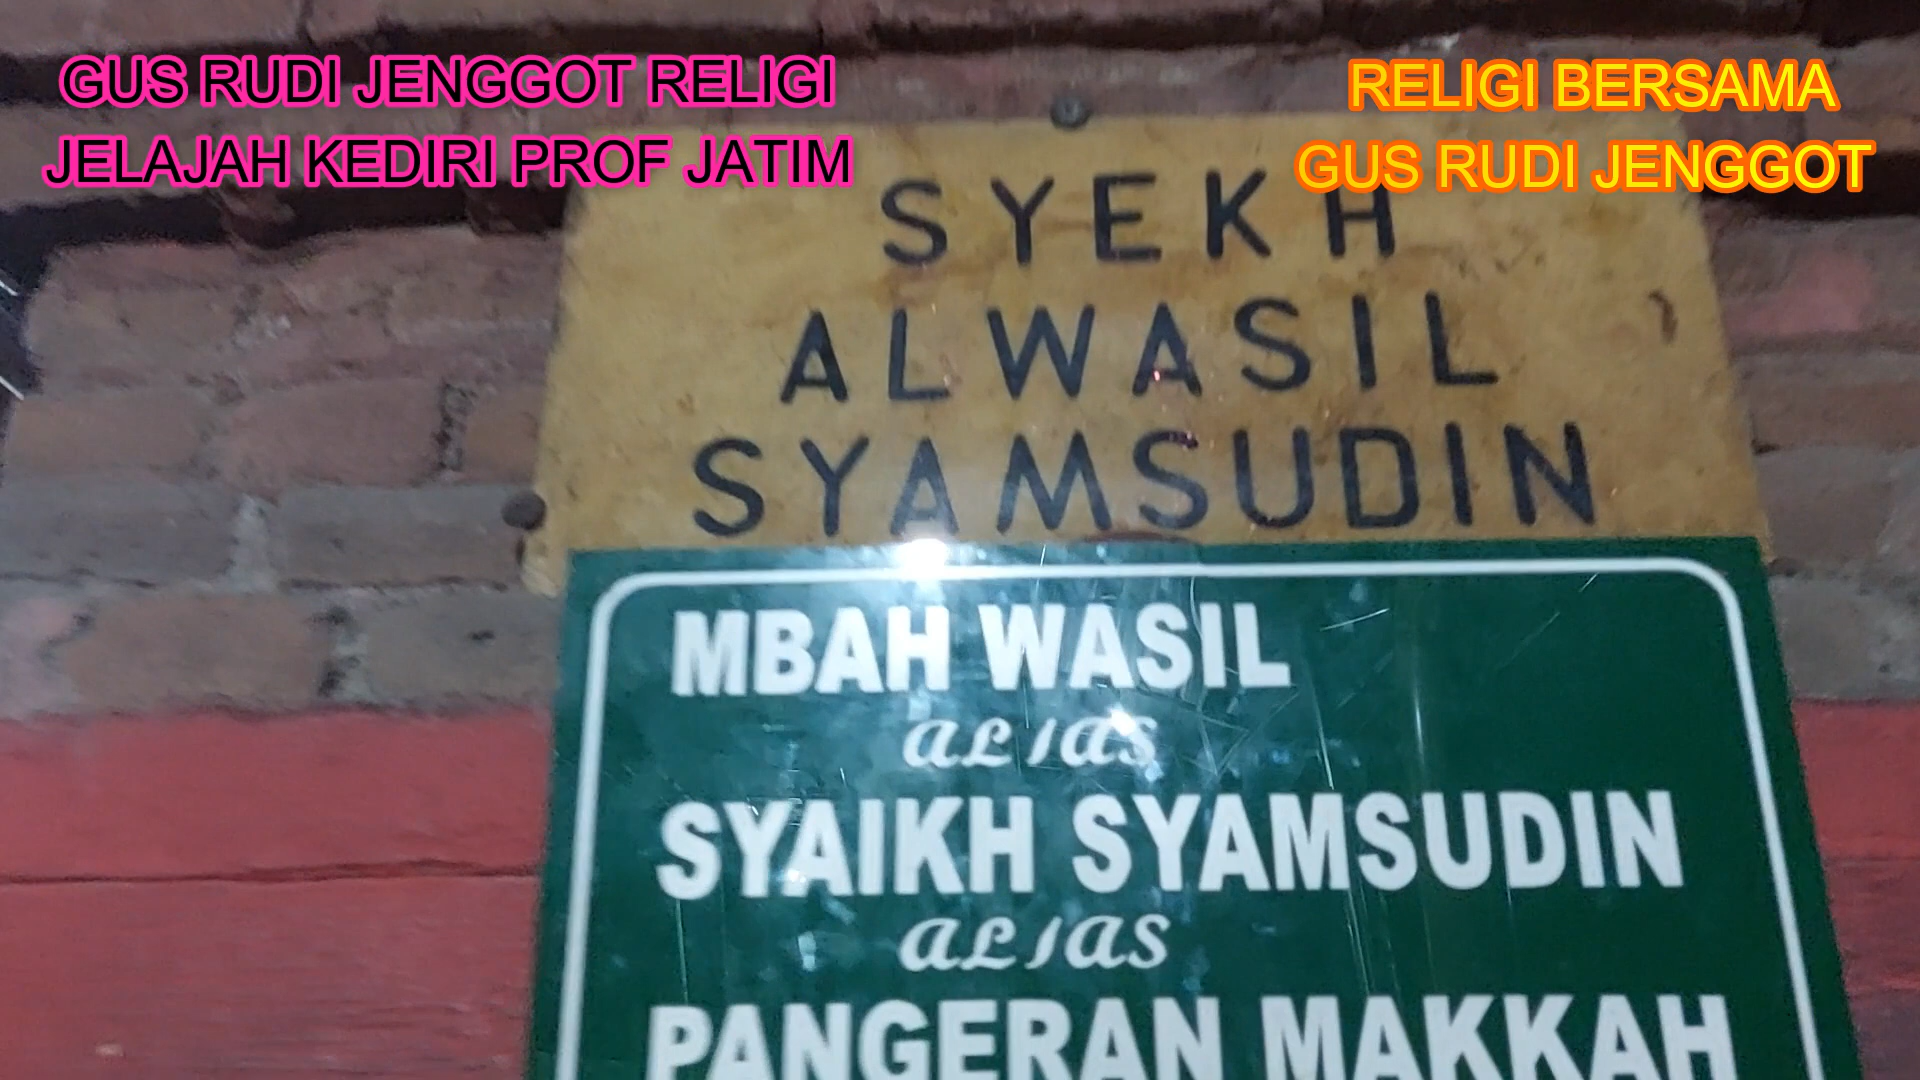 GUS RUDI JENGGOT RELIGI
JELAJAH KEDIRI PROF JATIM
RELIGI BERSAMA
GUS RUDI JENGGOT
SYEKH
ALWASIL
SYAMSUDIN
MBAH WASIL
ALIAS
SYAIKH SYAMSUDIN
ALIAS
PANGERAN MAKKAH